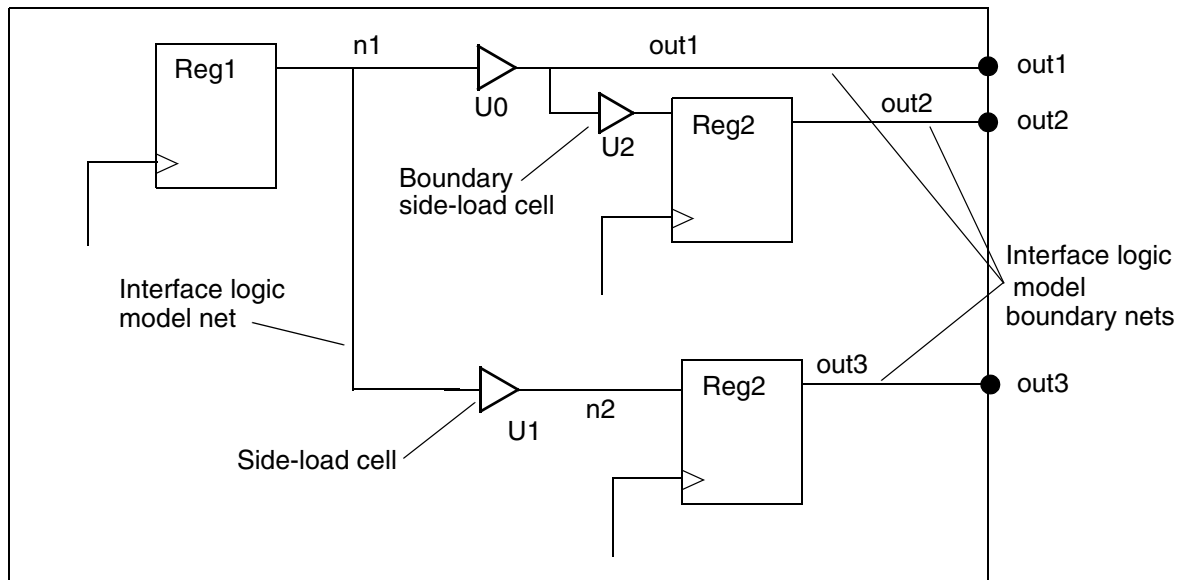 n1
out1
out1
Reg1
U0
out2
out2
Reg2
U2
Boundary
side-load cell
Interface logic
model
boundary nets
Interface logic
model net
out3
out3
Reg2
n2
U1
Side-load cell